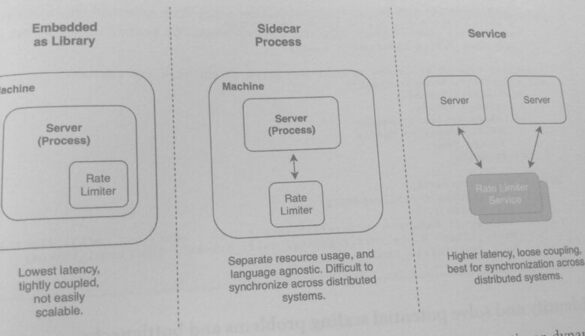 Embedded
as Library
Machine
Server
(Process)
Rate
Limiter
Lowest latency,
tightly coupled,
not easily
scalable.
Sidecar
Process
Machine
Server
(Process)
Rate
Limiter
Separate resource usage, and
language agnostic. Difficult to
synchronize across distributed
systems.
Service
Server
Server
Rate Limiter
Service
Higher latency, loose coupling,
best for synchronization across
distributed systems.